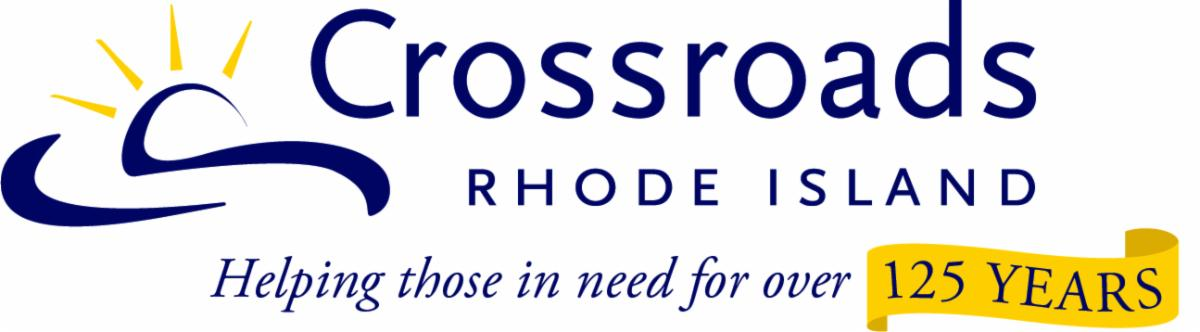 Crossroads
RHODE ISLAND
Helping those in need for over 125 YEARS